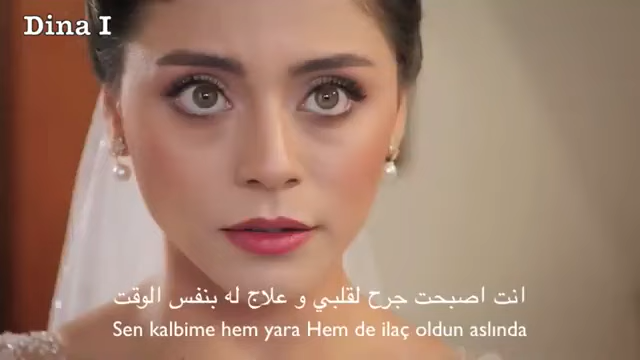 Dina I
انت اصبحت جرح لقلبي و علاج له بنفس الوقت
Sen kalbime hem yara Hem de ilaç oldun aslında